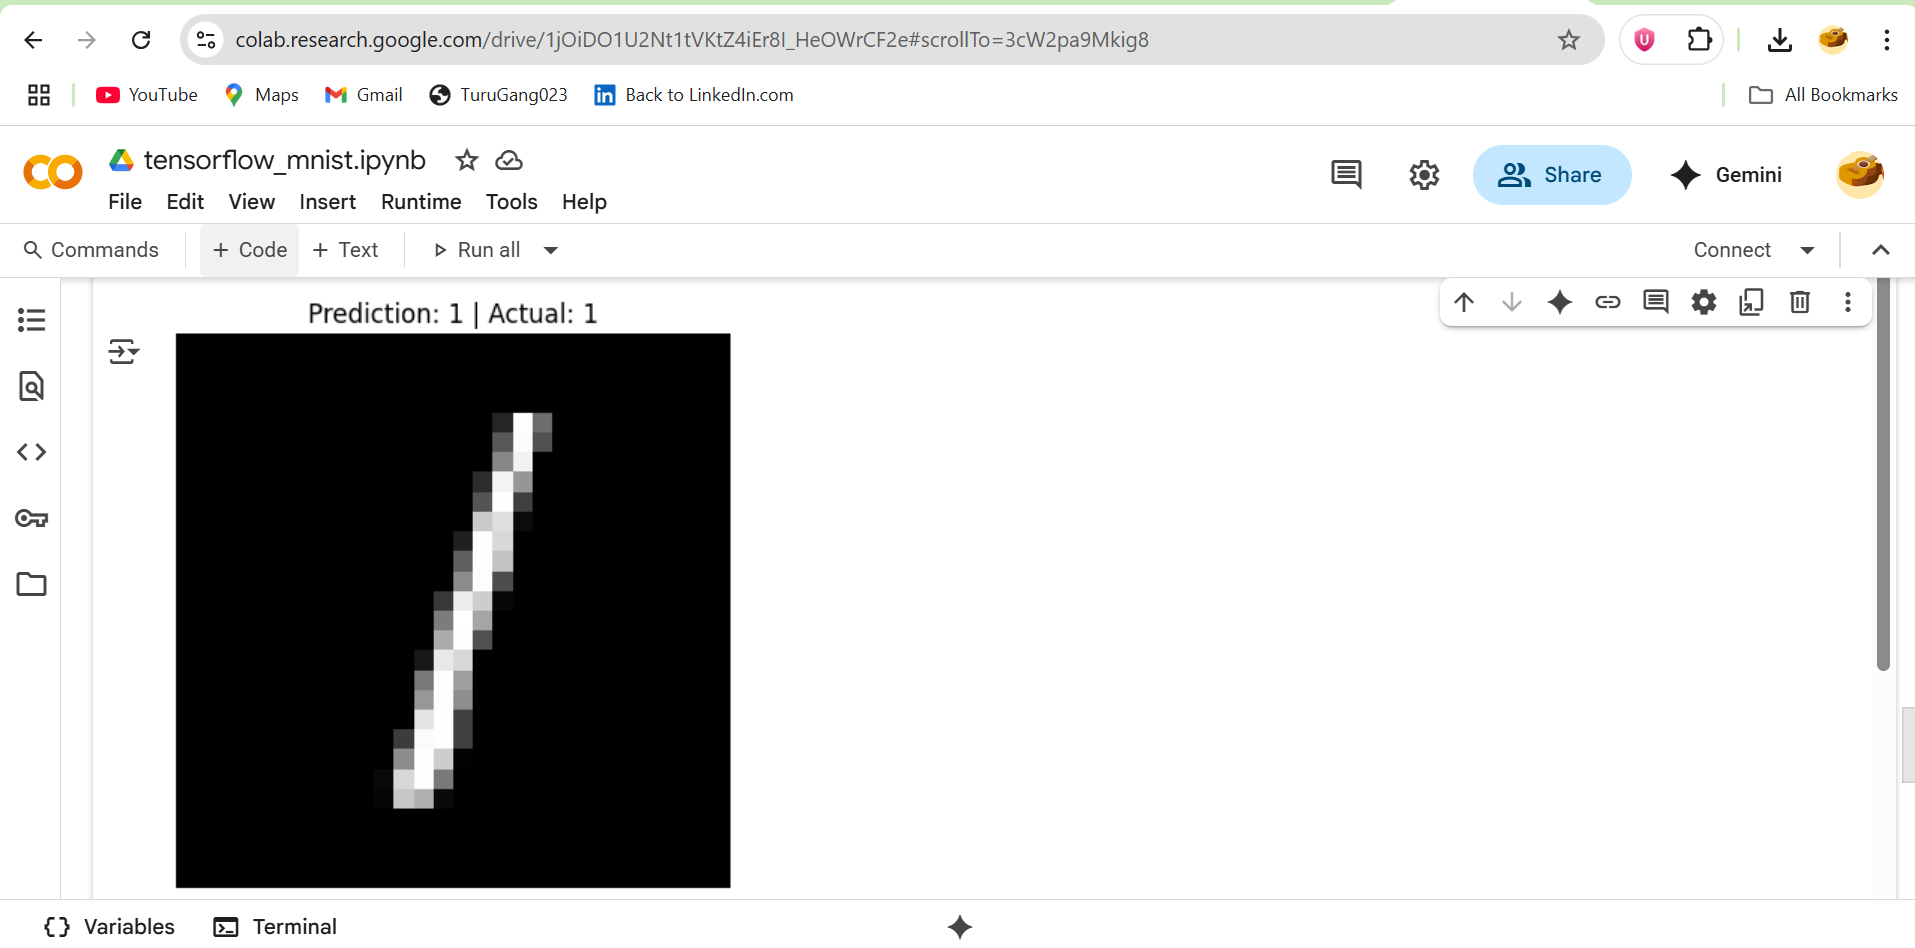 colab.research.google.com/drive/1jOiDO1U2Nt1tVKtZ4iEr8I_HeOWrCF2e#scrollTo=3cW2pa9Mkig8
YouTube Maps Gmail TuruGang023 Back to LinkedIn.com All Bookmarks
tensorflow_mnist.ipynb
File Edit View Insert Runtime Tools Help
Share Gemini
Commands + Code + Text Run all Connect
Prediction: 1 | Actual: 1
Variables Terminal